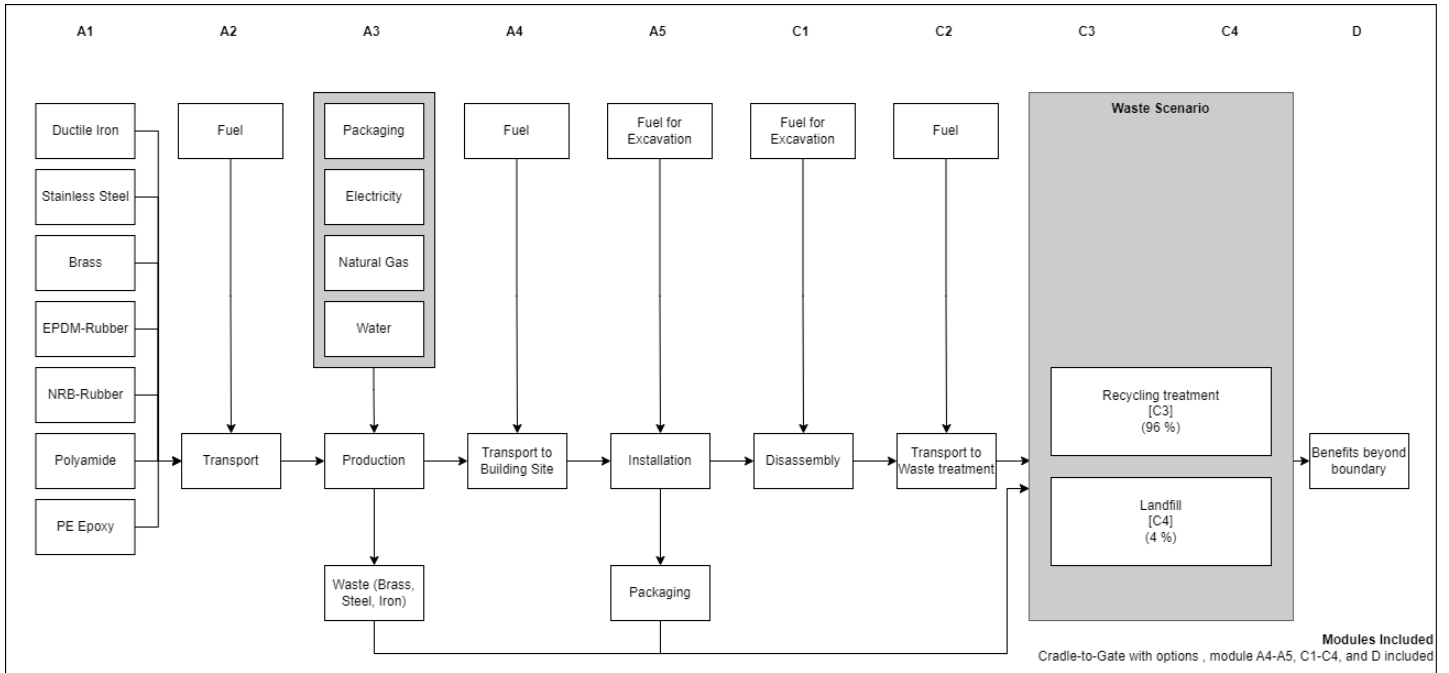 A1
A2
A3
A4
A5
C1
C2
C3
C4
D
Ductile Iron
Stainless Steel
Brass
EPDM-Rubber
NRB-Rubber
Polyamide
PE Epoxy
Fuel
Transport
Packaging
Electricity
Natural Gas
Water
Production
Waste (Brass,
Steel, Iron)
Fuel
Transport to
Building Site
Fuel for
Excavation
Installation
Packaging
Fuel for
Excavation
Disassembly
Fuel
Transport to
Waste treatment
Waste Scenario
Recycling treatment
[C3]
(96 %)
Landfill
[C4]
(4 %)
Benefits beyond
boundary
Modules Included
Cradle-to-Gate with options , module A4-A5, C1-C4, and D included